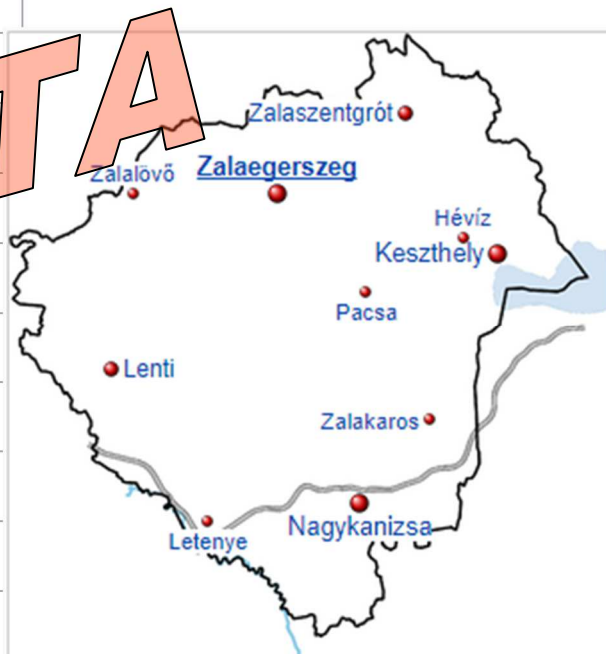 TA
Zalaszentgrót
Zalalövő
Zalaegerszeg
Hévíz
Keszthely
Pacsa
Lenti
Zalakaros
Nagykanizsa
Letenye